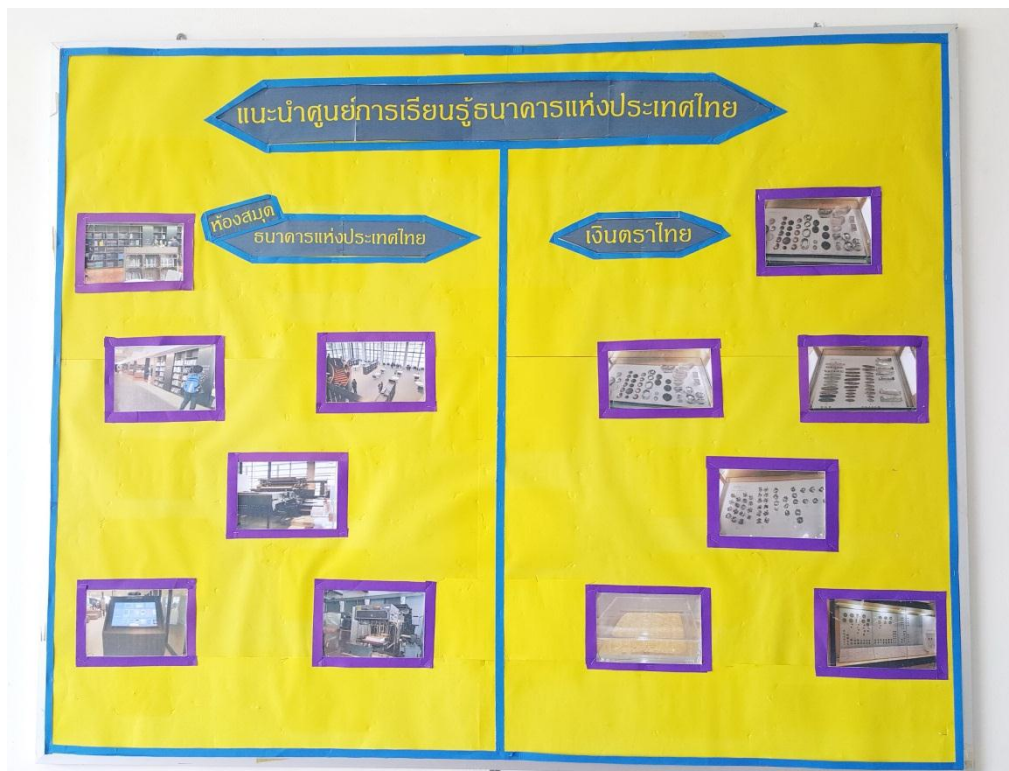 แนะนำศูนย์การเรียนรู้ธนาคารแห่งประเทศไทย
ห้องสมุด
ธนาคารแห่งประเทศไทย
เงินตราไทย